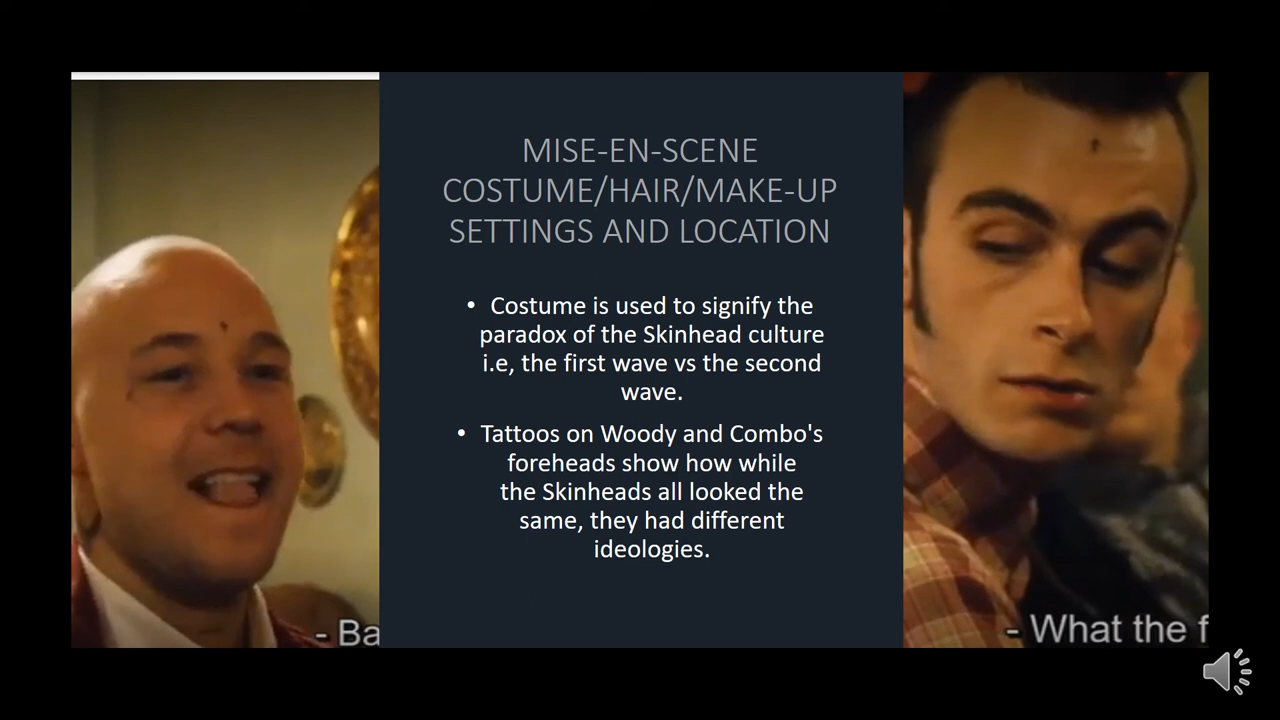 MISE-EN-SCENE
COSTUME/HAIR/MAKE-UP
SETTINGS AND LOCATION
• Costume is used to signify the
paradox of the Skinhead culture
i.e, the first wave vs the second
wave.
• Tattoos on Woody and Combo's
foreheads show how while
the Skinheads all looked the
same, they had different
ideologies.
- Ba
- What the f